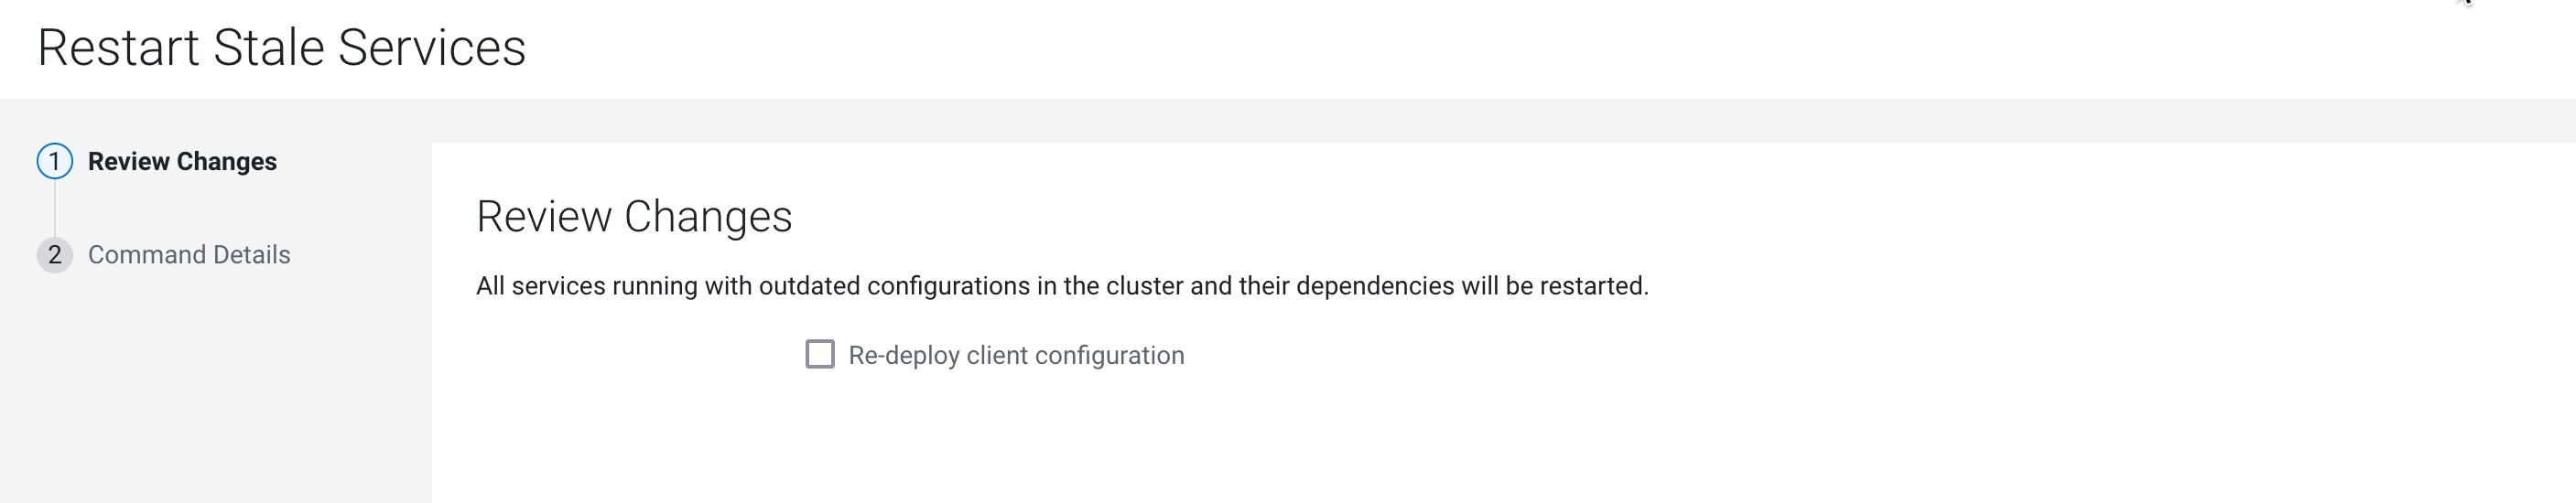 Restart Stale Services
1 Review Changes
2 Command Details
Review Changes
All services running with outdated configurations in the cluster and their dependencies will be restarted.
Re-deploy client configuration